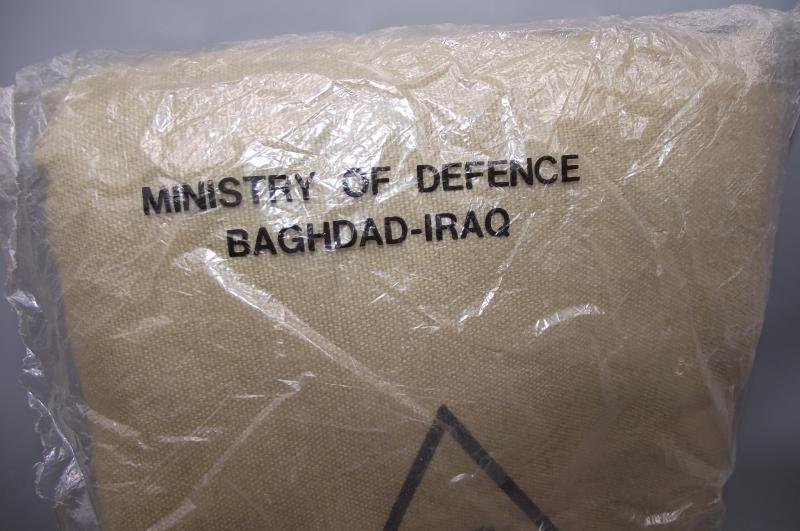 MINISTRY OF DEFENCE
BAGHDAD-IRAQ